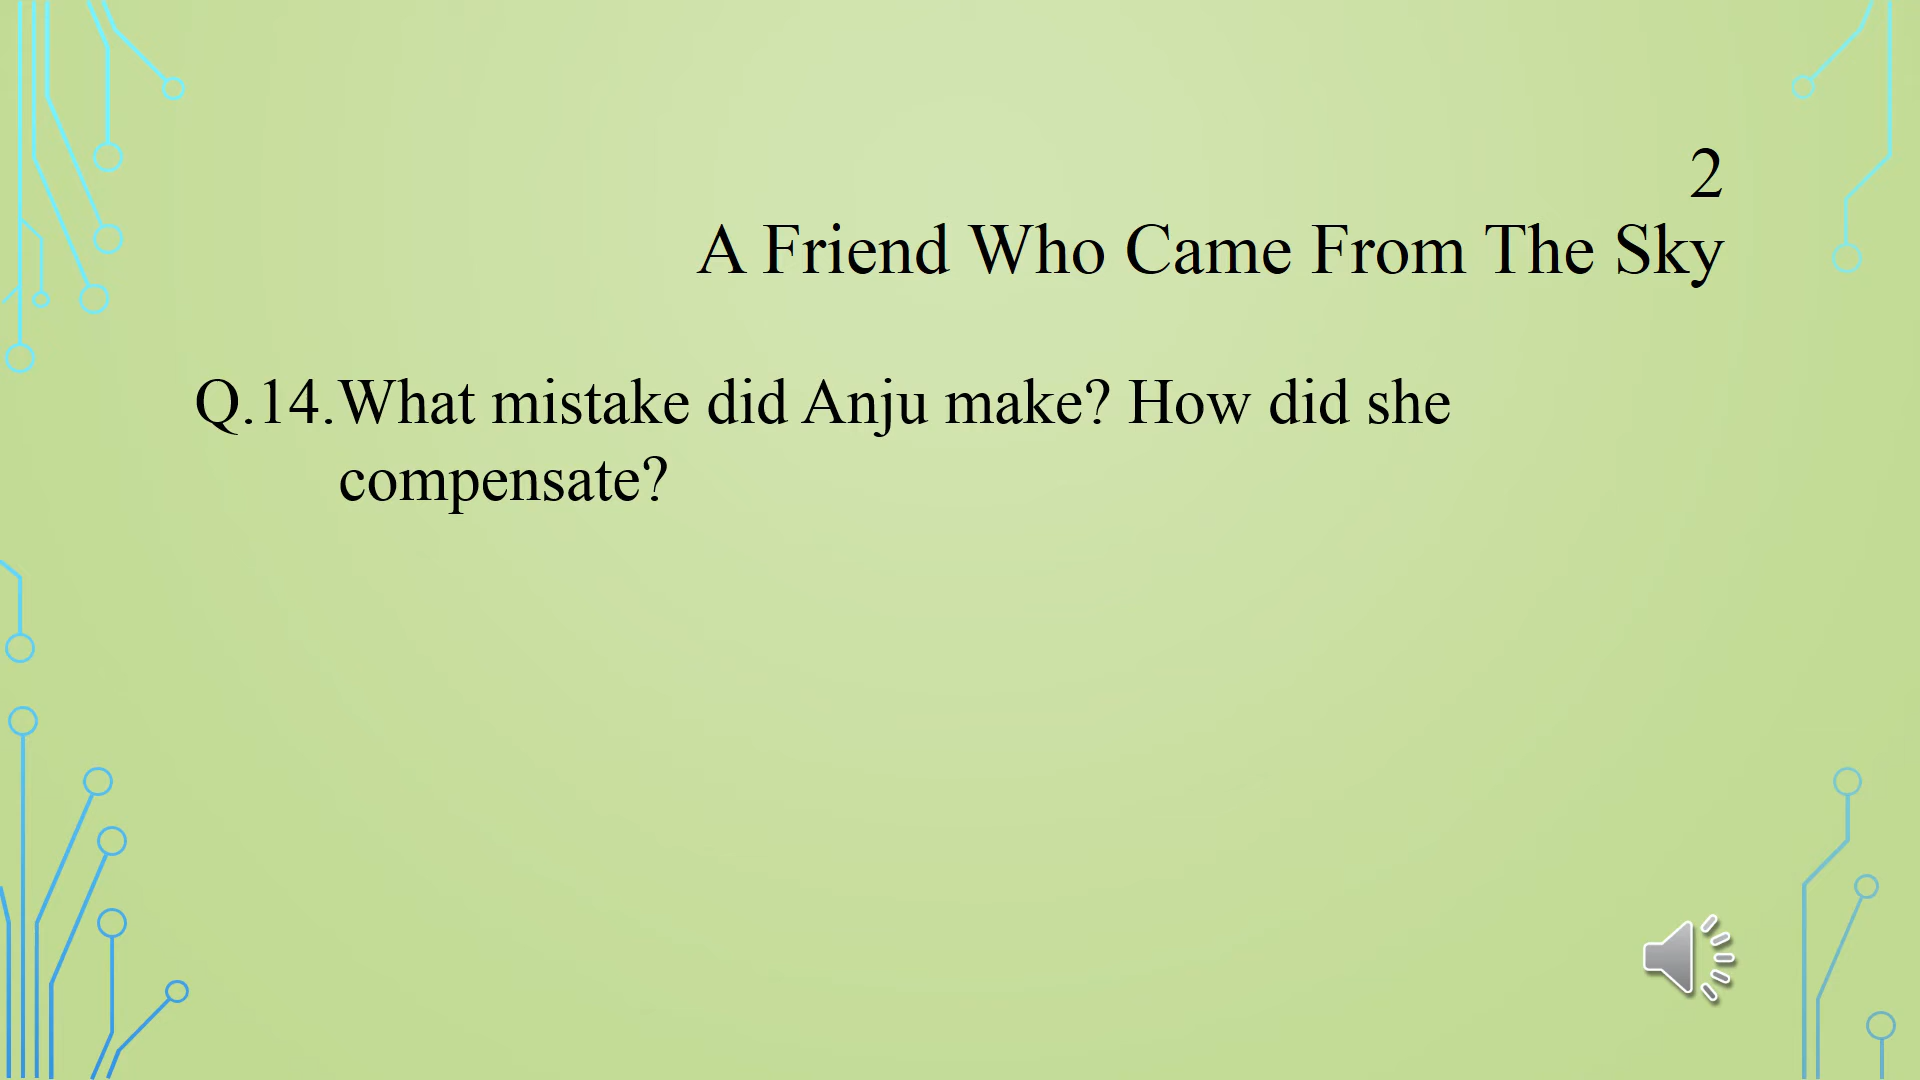 2
A Friend Who Came From The Sky
Q.14.What mistake did Anju make? How did she
compensate?